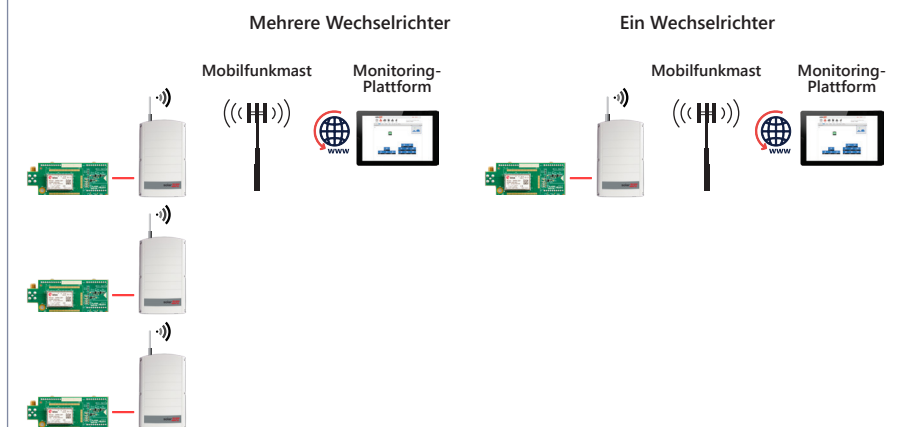 Mehrere Wechselrichter
Mobilfunkmast
Monitoring-
Plattform
www
Ein Wechselrichter
Mobilfunkmast
Monitoring-
Plattform
www